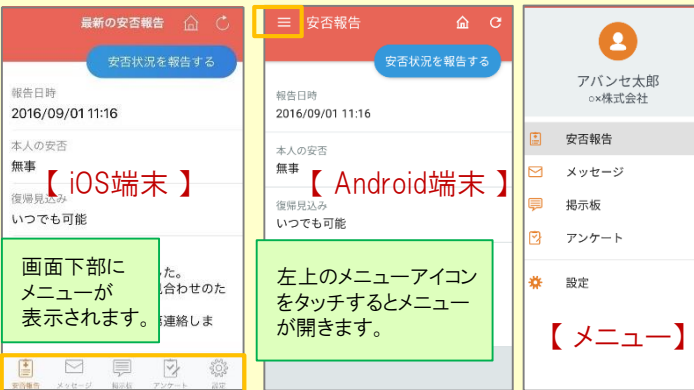 最新の安否報告
安否状況を報告する
報告日時
2016/09/01 11:16
本人の安否
無事
【 iOS端末 】
復帰見込み
いつでも可能
画面下部に
メニューが
表示されます。
た。
合わせのた
連絡しま
安否報告 メッセージ 掲示板 アンケート 設定
安否報告
安否状況を報告する
報告日時
2016/09/01 11:16
本人の安否
無事
【 Android端末 】
復帰見込み
いつでも可能
左上のメニューアイコン
をタッチするとメニュー
が開きます。
アバンセ太郎
○×株式会社
安否報告
メッセージ
掲示板
アンケート
設定
【 メニュー】